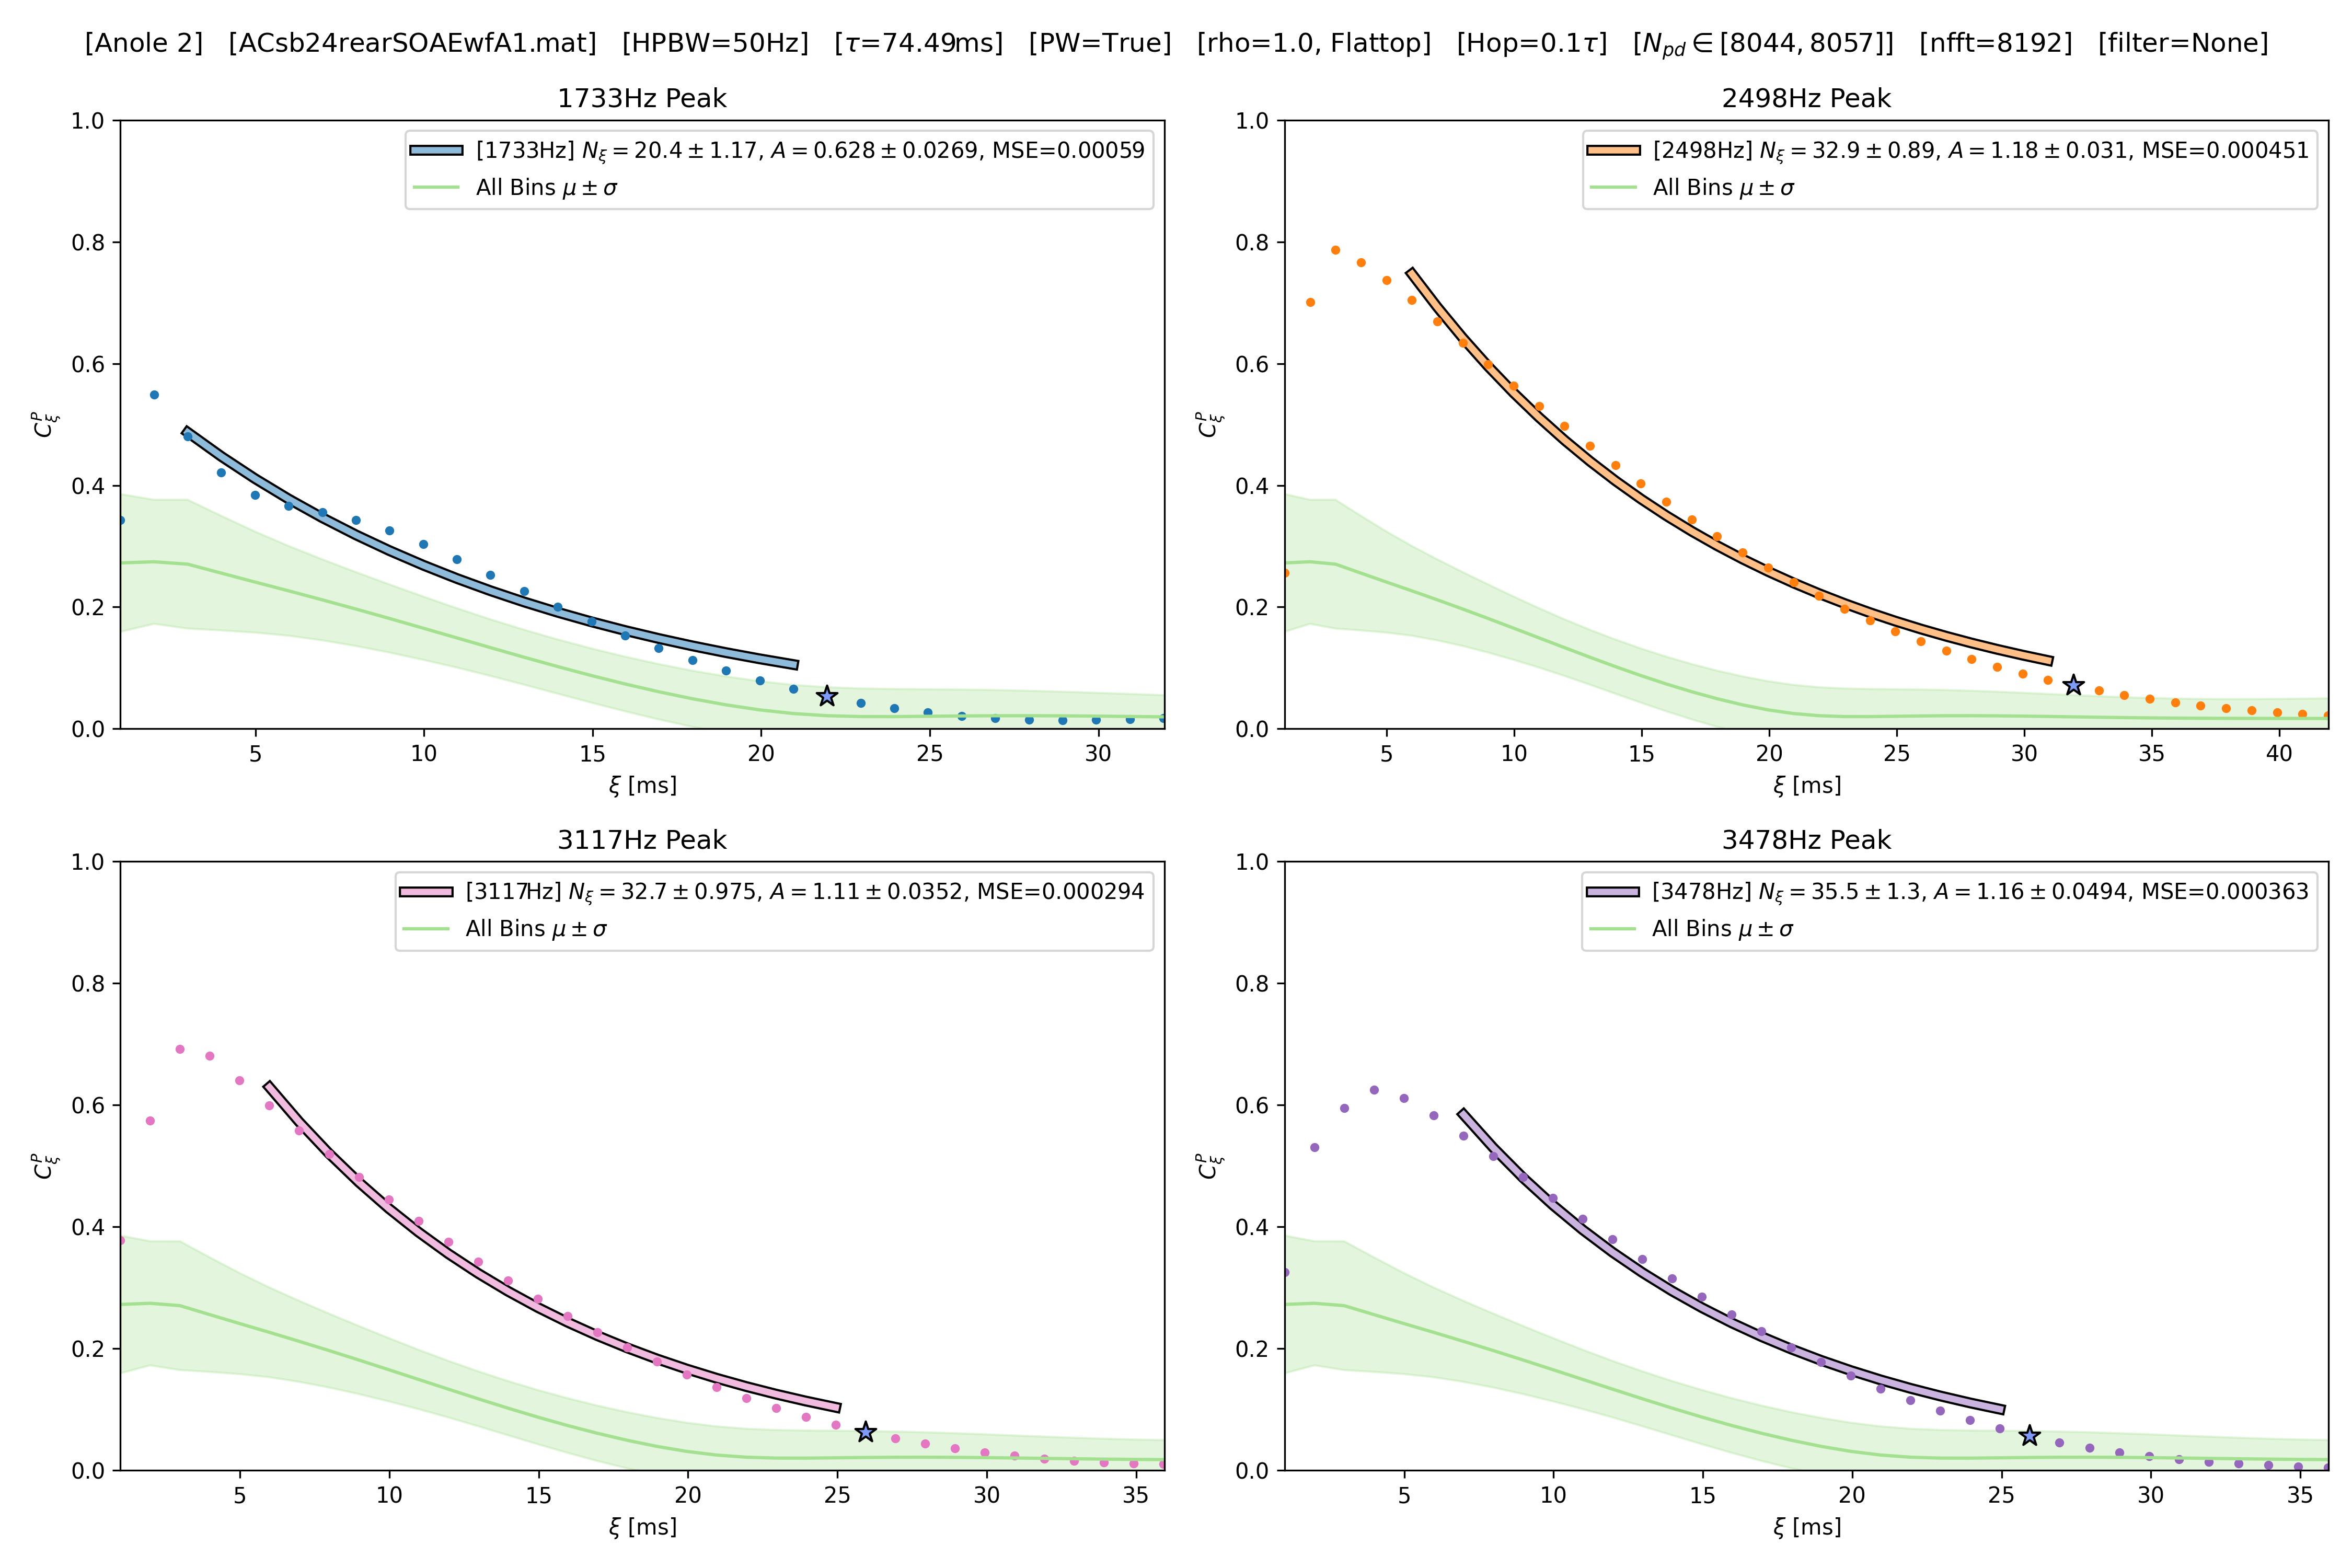 [Anole 2] [ACsb24rearSOAEwfA1.mat] [HPBW=50Hz] [τ=74.49ms] [PW=True] [rho=1.0, Flattop] [Hop=0.1τ] [N_pd ∈ [8044, 8057]] [nfft=8192] [filter=None]
1733Hz Peak
[1733Hz] N_ξ = 20.4 ± 1.17, A = 0.628 ± 0.0269, MSE=0.00059
All Bins μ ± σ
1.0
0.8
0.6
0.4
0.2
0.0
C_ξ^P
5 10 15 20 25 30
ξ [ms]
2498Hz Peak
[2498Hz] N_ξ = 32.9 ± 0.89, A = 1.18 ± 0.031, MSE=0.000451
All Bins μ ± σ
1.0
0.8
0.6
0.4
0.2
0.0
C_ξ^P
5 10 15 20 25 30 35 40
ξ [ms]
3117Hz Peak
[3117Hz] N_ξ = 32.7 ± 0.975, A = 1.11 ± 0.0352, MSE=0.000294
All Bins μ ± σ
1.0
0.8
0.6
0.4
0.2
0.0
C_ξ^P
5 10 15 20 25 30 35
ξ [ms]
3478Hz Peak
[3478Hz] N_ξ = 35.5 ± 1.3, A = 1.16 ± 0.0494, MSE=0.000363
All Bins μ ± σ
1.0
0.8
0.6
0.4
0.2
0.0
C_ξ^P
5 10 15 20 25 30 35
ξ [ms]